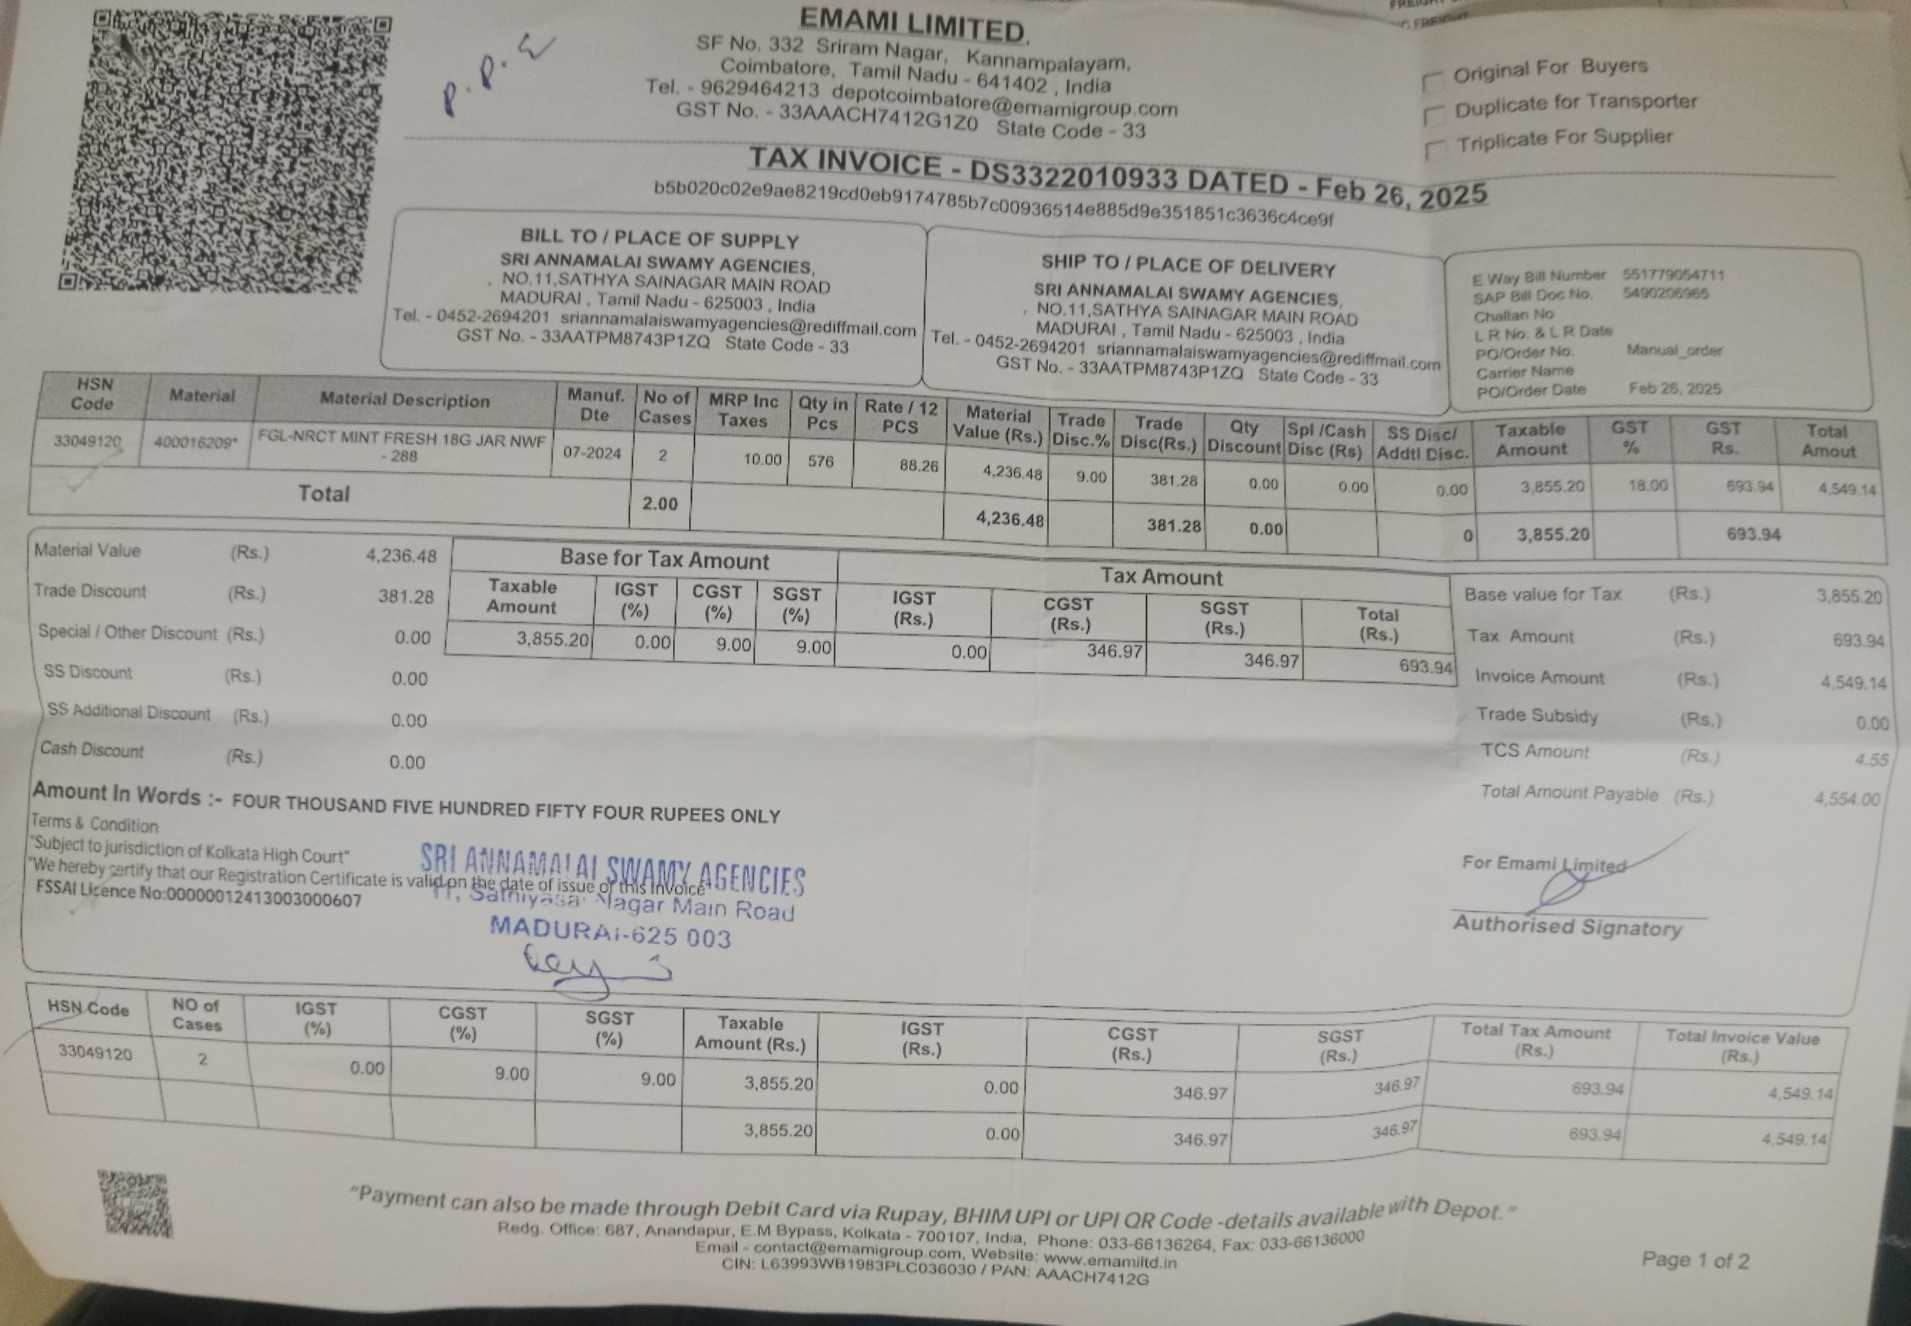 EMAMI LIMITED,
SF No. 332 Sriram Nagar, Kannampalayam,
Coimbatore, Tamil Nadu - 641402 , India
Tel. - 9629464213 depotcoimbatore@emamigroup.com
GST No. - 33AAACH7412G1Z0 State Code - 33
Original For Buyers
Duplicate for Transporter
Triplicate For Supplier
TAX INVOICE - DS3322010933 DATED - Feb 26, 2025
b5b020c02e9ae8219cd0eb9174785b7c00936514e885d9e351851c3636c4ce9f
BILL TO / PLACE OF SUPPLY
SRI ANNAMALAI SWAMY AGENCIES,
, NO.11,SATHYA SAINAGAR MAIN ROAD
MADURAI , Tamil Nadu - 625003 , India
Tel. - 0452-2694201 sriannamalaiswamyagencies@rediffmail.com
GST No. - 33AATPM8743P1ZQ State Code - 33
SHIP TO / PLACE OF DELIVERY
SRI ANNAMALAI SWAMY AGENCIES,
, NO.11,SATHYA SAINAGAR MAIN ROAD
MADURAI , Tamil Nadu - 625003 , India
Tel. - 0452-2694201 sriannamalaiswamyagencies@rediffmail.com
GST No. - 33AATPM8743P1ZQ State Code - 33
E Way Bill Number 551779054711
SAP Bill Doc No. 5490206965
Challan No
L R No. & L R Date
PO/Order No. Manual_order
Carrier Name
PO/Order Date Feb 26, 2025
HSN Code Material Material Description Manuf. Dte No of Cases MRP Inc Taxes Qty in Pcs Rate / 12 PCS Material Value (Rs.) Trade Disc.% Trade Disc(Rs.) Qty Discount Spl /Cash Disc (Rs) SS Disc/ Addtl Disc. Taxable Amount GST % GST Rs. Total Amout
33049120 400016209* FGL-NRCT MINT FRESH 18G JAR NWF - 288 07-2024 2 10.00 576 88.26 4,236.48 9.00 381.28 0.00 0.00 0.00 3,855.20 18.00 693.94 4,549.14
Total 2.00 4,236.48 381.28 0.00 0 3,855.20 693.94
Material Value (Rs.) 4,236.48
Trade Discount (Rs.) 381.28
Special / Other Discount (Rs.) 0.00
SS Discount (Rs.) 0.00
SS Additional Discount (Rs.) 0.00
Cash Discount (Rs.) 0.00
Base for Tax Amount Tax Amount
Taxable Amount IGST (%) CGST (%) SGST (%) IGST (Rs.) CGST (Rs.) SGST (Rs.) Total (Rs.)
3,855.20 0.00 9.00 9.00 0.00 346.97 346.97 693.94
Base value for Tax (Rs.) 3,855.20
Tax Amount (Rs.) 693.94
Invoice Amount (Rs.) 4,549.14
Trade Subsidy (Rs.) 0.00
TCS Amount (Rs.) 4.55
Total Amount Payable (Rs.) 4,554.00
Amount In Words :- FOUR THOUSAND FIVE HUNDRED FIFTY FOUR RUPEES ONLY
Terms & Condition
"Subject to jurisdiction of Kolkata High Court"
"We hereby certify that our Registration Certificate is valid on the date of issue of this Invoice"
FSSAI Licence No:00000012413003000607
SRI ANNAMALAI SWAMY AGENCIES
11, Sathiyasai Nagar Main Road
MADURAi-625 003
For Emami Limited
Authorised Signatory
HSN Code NO of Cases IGST (%) CGST (%) SGST (%) Taxable Amount (Rs.) IGST (Rs.) CGST (Rs.) SGST (Rs.) Total Tax Amount (Rs.) Total Invoice Value (Rs.)
33049120 2 0.00 9.00 9.00 3,855.20 0.00 346.97 346.97 693.94 4,549.14
3,855.20 0.00 346.97 346.97 693.94 4,549.14
"Payment can also be made through Debit Card via Rupay, BHIM UPI or UPI QR Code -details available with Depot."
Redg. Office: 687, Anandapur, E.M Bypass, Kolkata - 700107, India, Phone: 033-66136264, Fax: 033-66136000
Email - contact@emamigroup.com, Website: www.emamiltd.in
CIN: L63993WB1983PLC036030 / PAN: AAACH7412G
Page 1 of 2